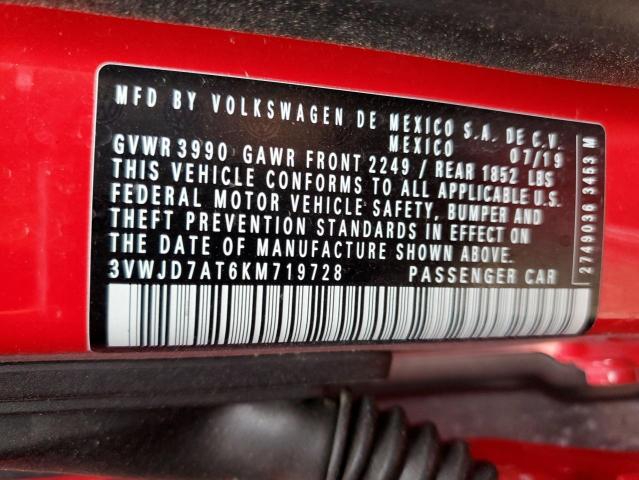 MFD BY VOLKSWAGEN DE MEXICO S.A. DE C.V.
MEXICO 07/19
GVWR 3990 GAWR FRONT 2249 / REAR 1852 LBS
THIS VEHICLE CONFORMS TO ALL APPLICABLE U.S.
FEDERAL MOTOR VEHICLE SAFETY, BUMPER AND
THEFT PREVENTION STANDARDS IN EFFECT ON
THE DATE OF MANUFACTURE SHOWN ABOVE.
3VWJD7AT6KM719728 PASSENGER CAR
2749036 3463 M